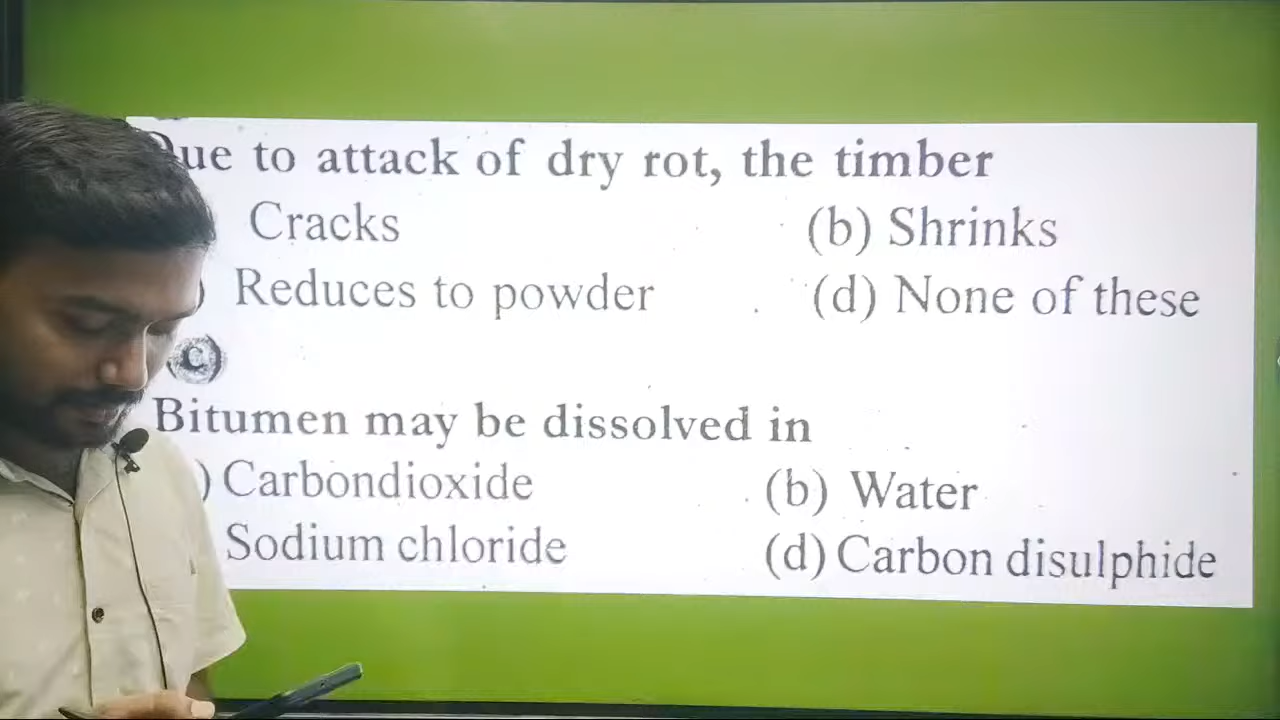 ue to attack of dry rot, the timber
Cracks (b) Shrinks
) Reduces to powder (d) None of these
C
Bitumen may be dissolved in
) Carbondioxide (b) Water
Sodium chloride (d) Carbon disulphide